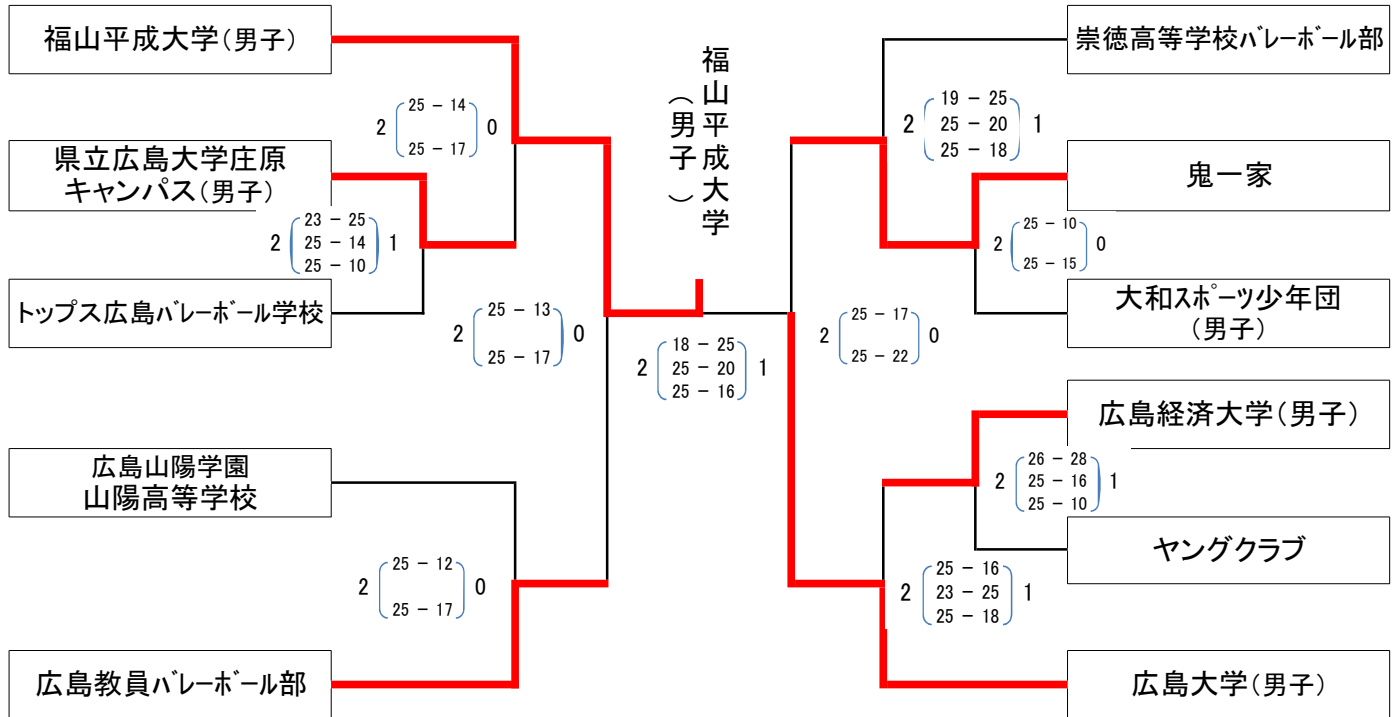 福山平成大学(男子)
県立広島大学庄原
キャンパス(男子)
トップス広島バレーボール学校
広島山陽学園
山陽高等学校
広島教員バレーボール部
2 25 - 14 0
25 - 17
23 - 25
2 25 - 14 1
25 - 10
2 25 - 13 0
25 - 17
2 25 - 12 0
25 - 17
福山平成大学
(男子)
18 - 25
2 25 - 20 1
25 - 16
19 - 25
2 25 - 20 1
25 - 18
2 25 - 10 0
25 - 15
2 25 - 17 0
25 - 22
26 - 28
2 25 - 16 1
25 - 10
25 - 16
2 23 - 25 1
25 - 18
崇徳高等学校バレーボール部
鬼一家
大和スポーツ少年団
(男子)
広島経済大学(男子)
ヤングクラブ
広島大学(男子)